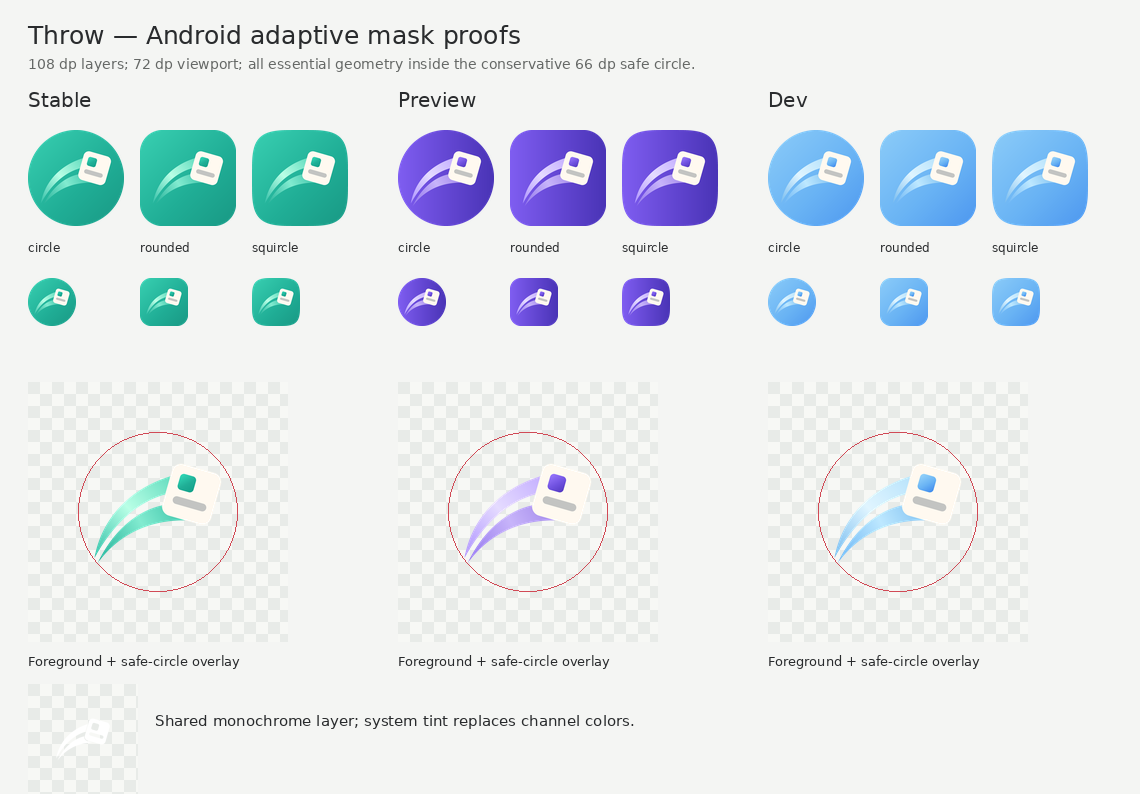 Throw — Android adaptive mask proofs
108 dp layers; 72 dp viewport; all essential geometry inside the conservative 66 dp safe circle.
Stable Preview Dev
circle rounded squircle circle rounded squircle circle rounded squircle
Foreground + safe-circle overlay Foreground + safe-circle overlay Foreground + safe-circle overlay
Shared monochrome layer; system tint replaces channel colors.